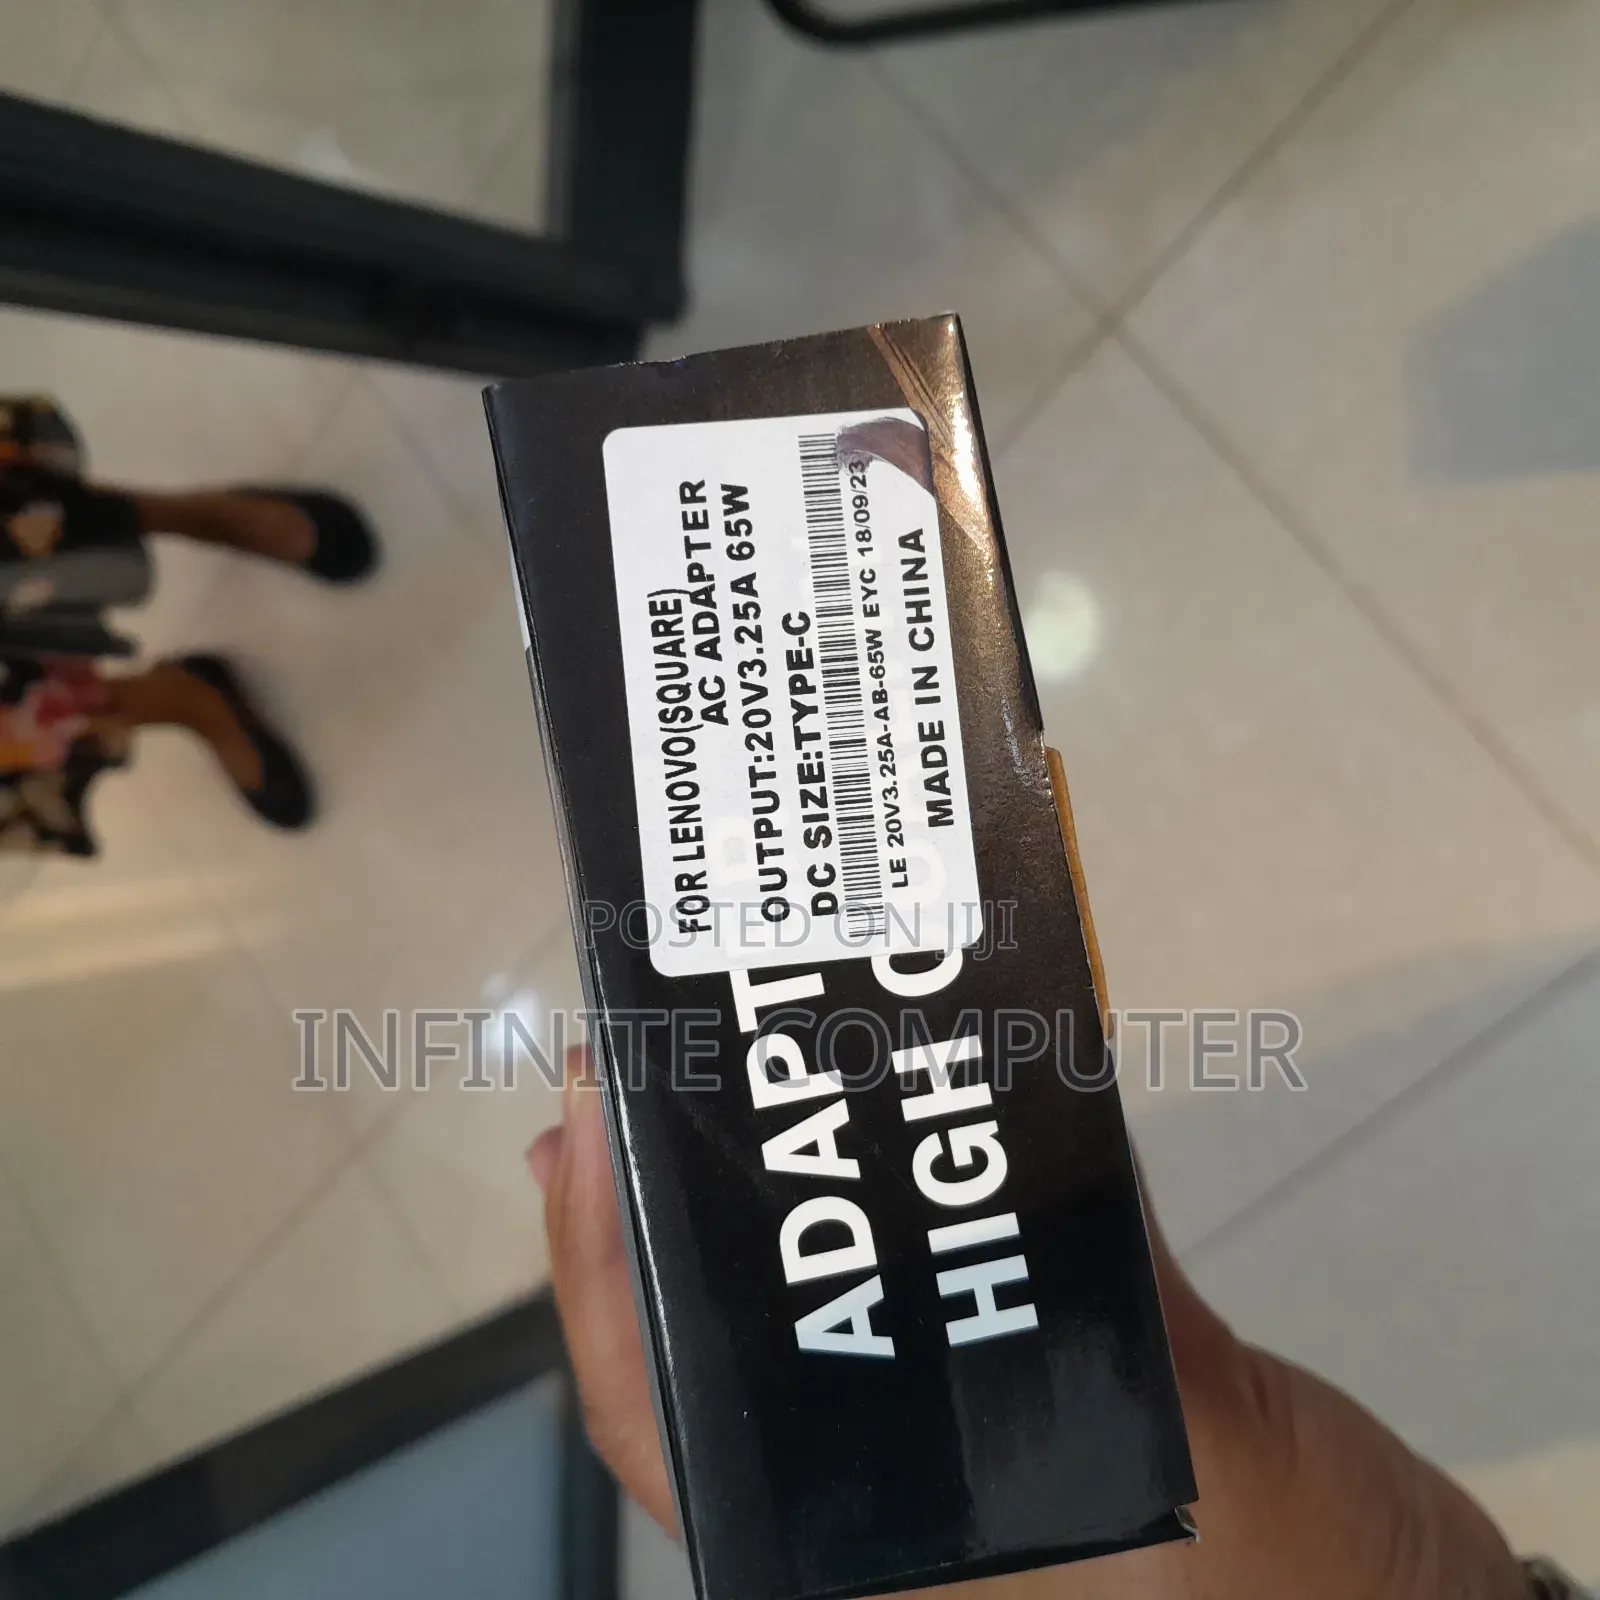 FOR LENOVO(SQUARE)
AC ADAPTER
OUTPUT:20V3.25A 65W
DC SIZE:TYPE-C
LE 20V3.25A-AB-65W EYC 18/09/23
MADE IN CHINA
ADAPT
HIGH
POSTED ON JIJI
INFINITE COMPUTER